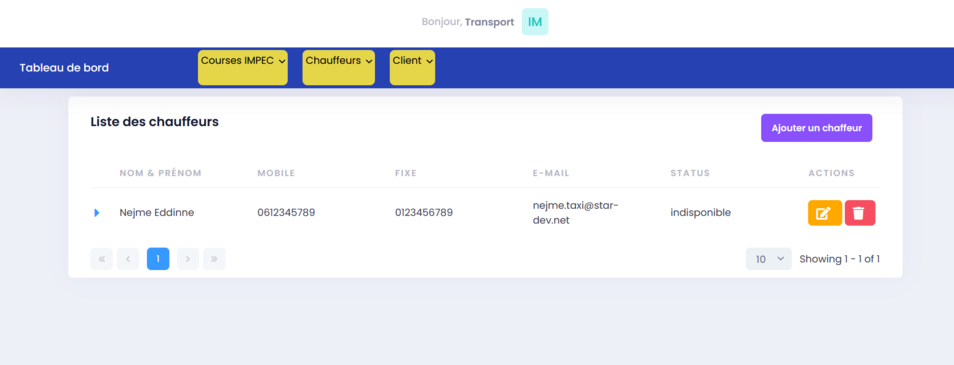 Bonjour, Transport IM
Tableau de bord Courses IMPEC Chauffeurs Client
Liste des chauffeurs
Ajouter un chaffeur
NOM & PRÉNOM MOBILE FIXE E-MAIL STATUS ACTIONS
Nejme Eddinne 0612345789 0123456789 nejme.taxi@star-
dev.net indisponible
« ‹ 1 › » 10 Showing 1 - 1 of 1